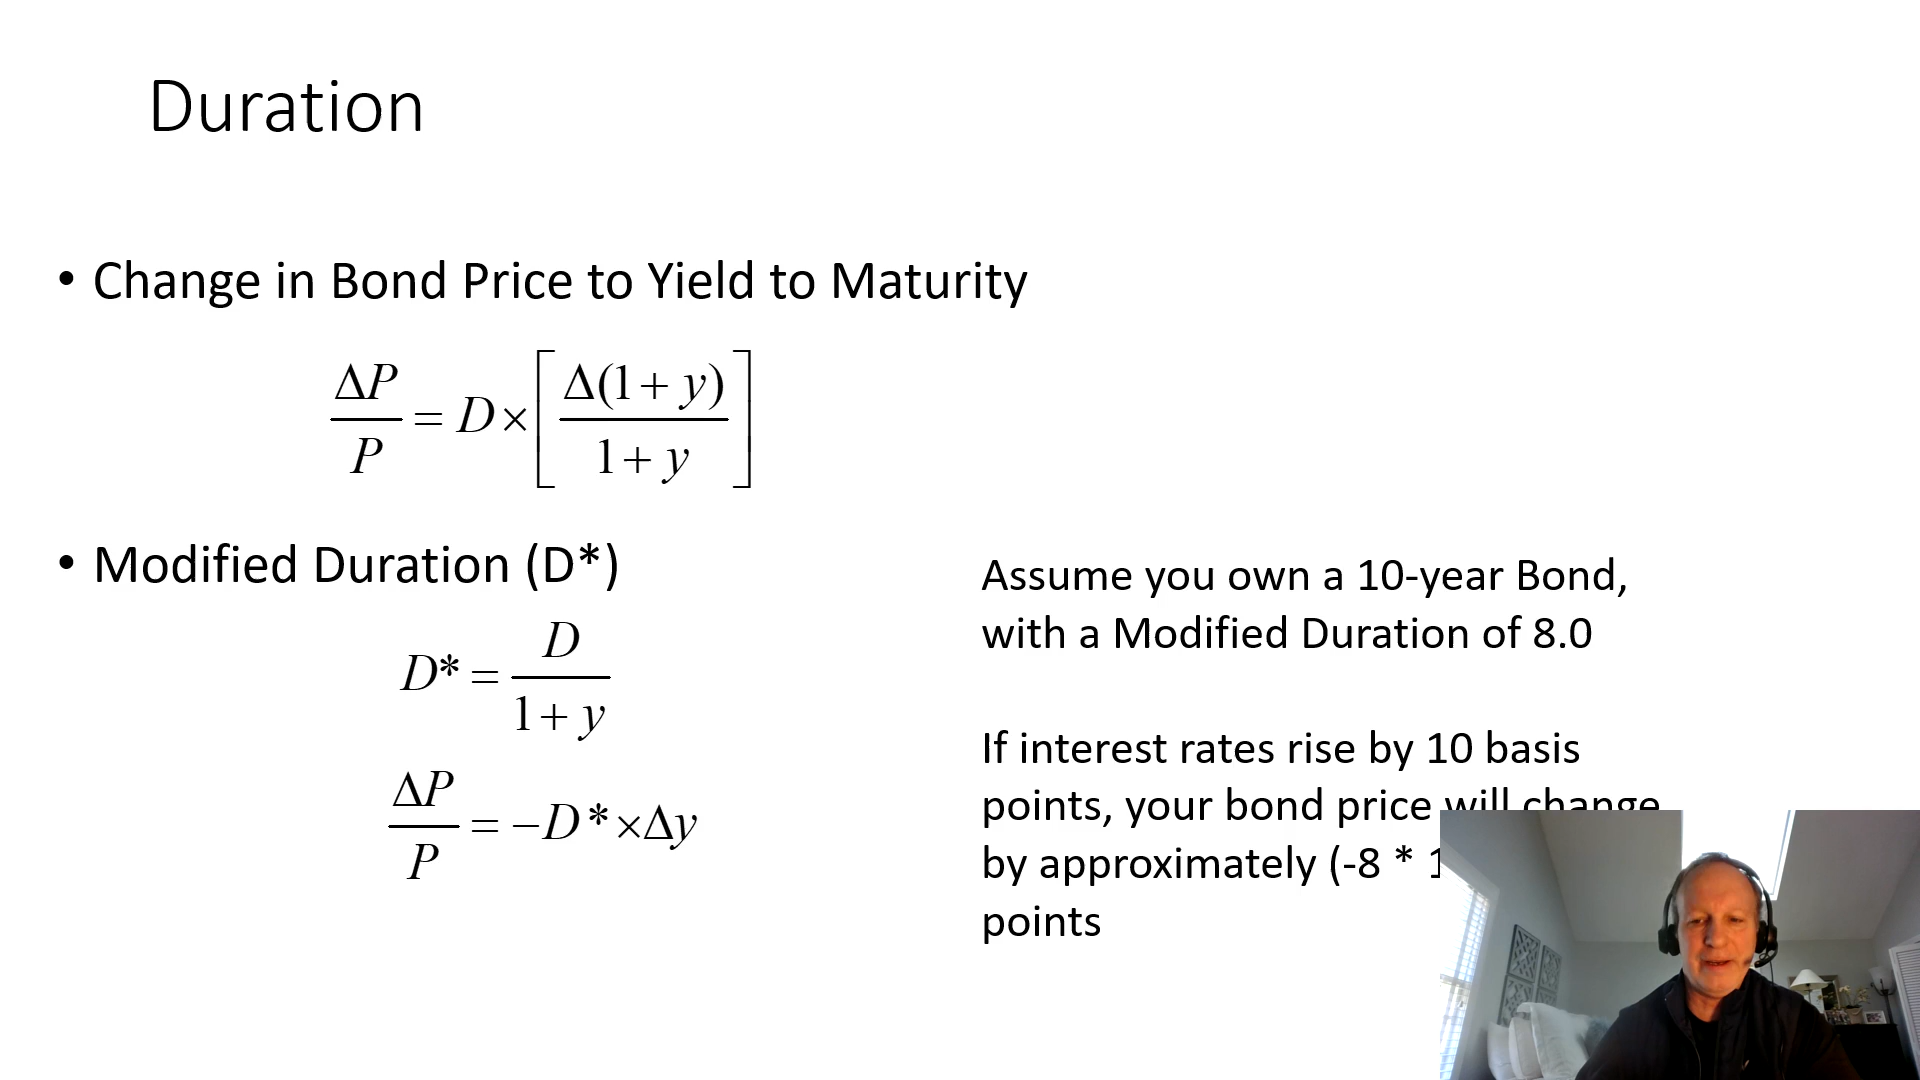 Duration
• Change in Bond Price to Yield to Maturity
ΔP/P = D × [Δ(1 + y)/(1 + y)]
• Modified Duration (D*)
D* = D/(1 + y)
ΔP/P = −D * × Δy
Assume you own a 10-year Bond,
with a Modified Duration of 8.0
If interest rates rise by 10 basis
points, your bond price will change
by approximately (-8 *
points